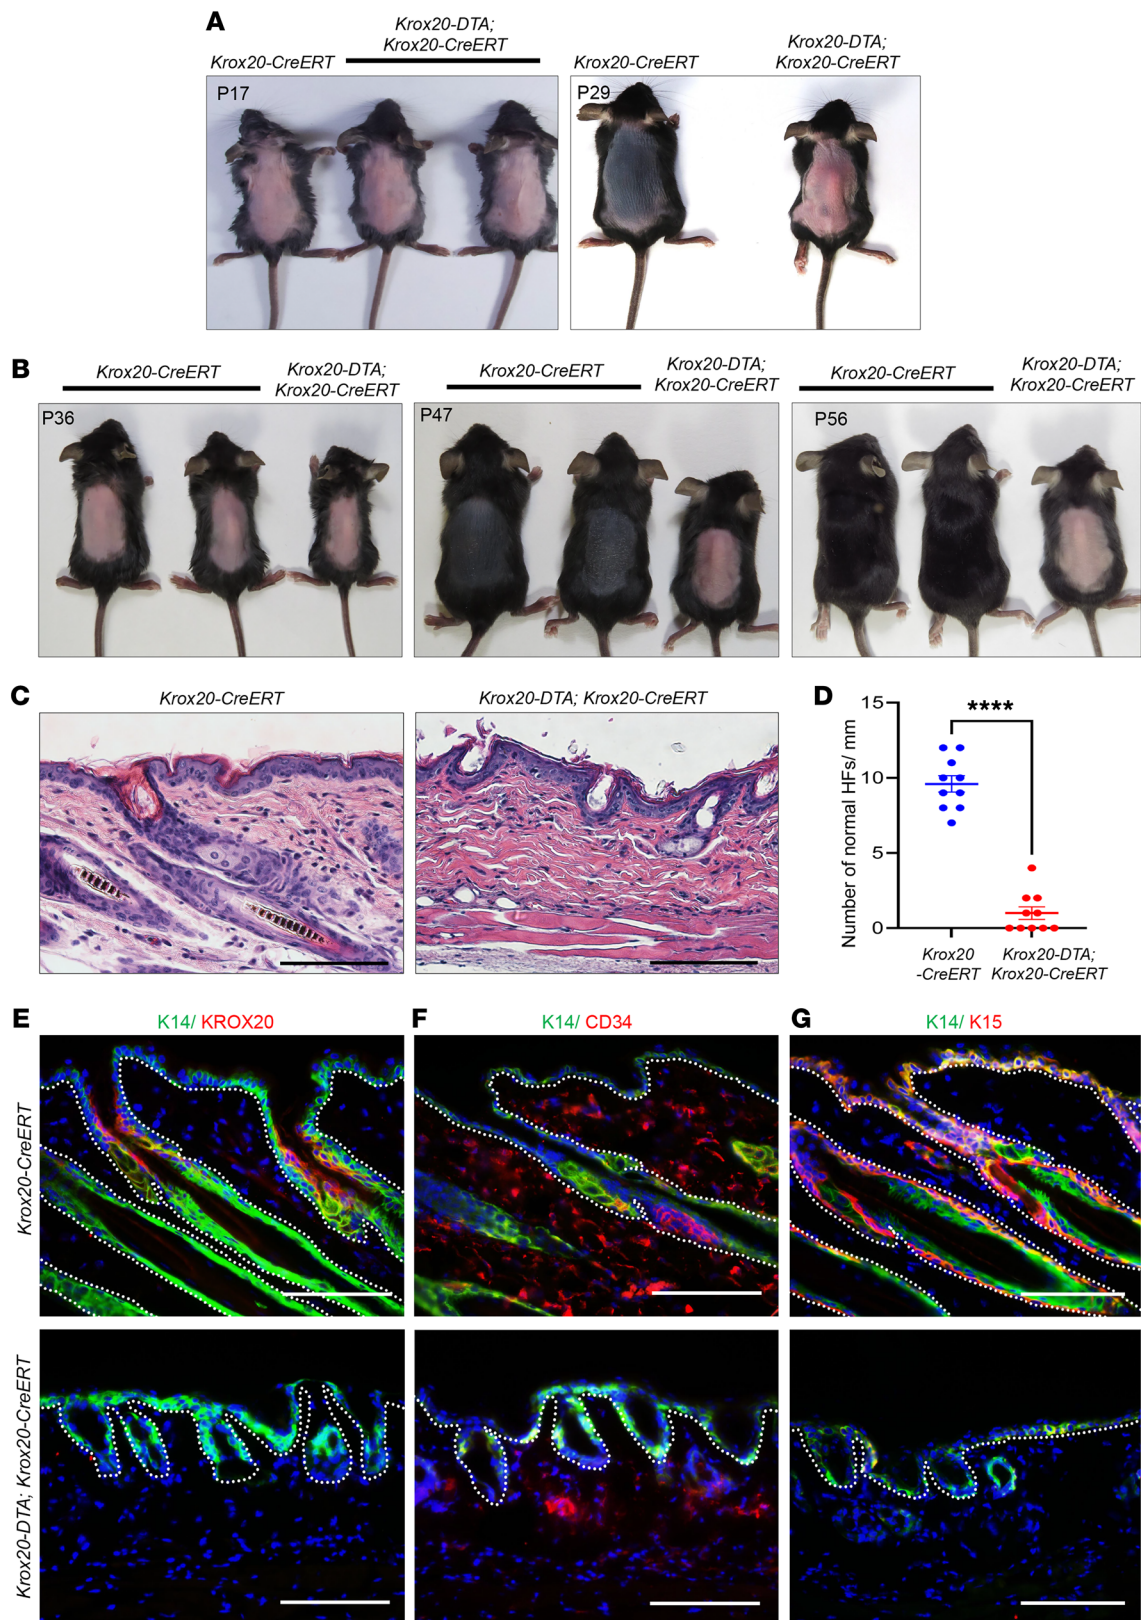 A
Krox20-DTA;
Krox20-CreERT
Krox20-CreERT
P17
Krox20-CreERT
Krox20-DTA;
Krox20-CreERT
P29
B
Krox20-CreERT
Krox20-DTA;
Krox20-CreERT
P36
Krox20-CreERT
Krox20-DTA;
Krox20-CreERT
P47
Krox20-CreERT
Krox20-DTA;
Krox20-CreERT
P56
C
Krox20-CreERT
Krox20-DTA; Krox20-CreERT
D
Number of normal HFs/ mm
15
10
5
0
****
Krox20
-CreERT
Krox20-DTA;
Krox20-CreERT
E
K14/ KROX20
F
K14/ CD34
G
K14/ K15
Krox20-CreERT
Krox20-DTA; Krox20-CreERT